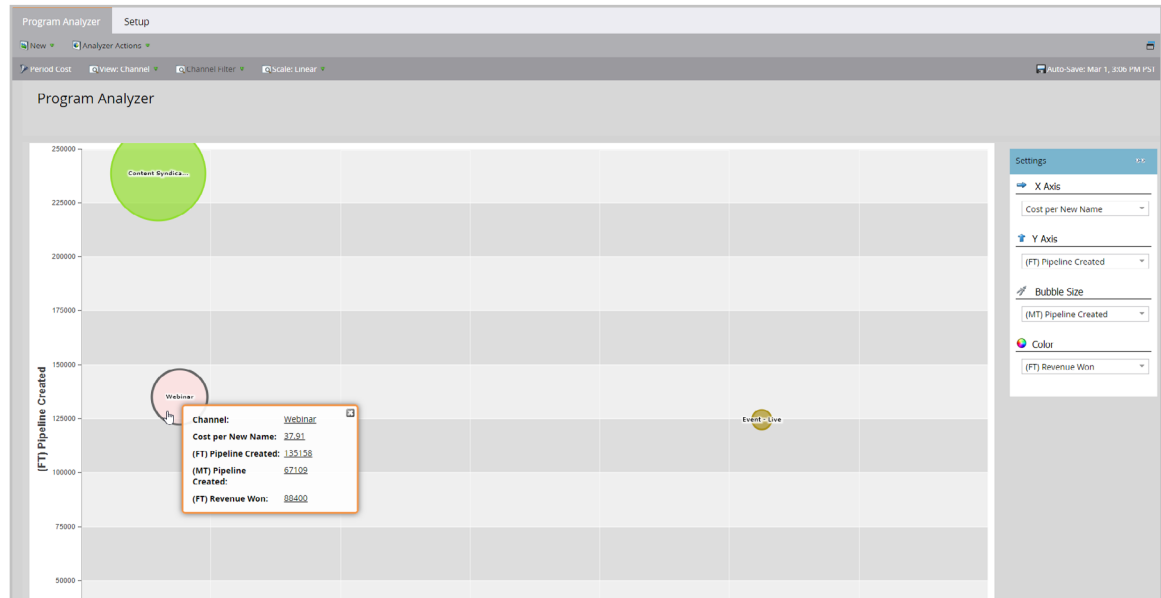 Program Analyzer Setup
New Analyzer Actions
Period Cost View: Channel Channel Filter Scale: Linear Auto-Save: Mar 1, 3:06 PM PST
Program Analyzer
250000
Content Syndica...
225000
200000
175000
150000
Webinar
125000
Event - Live
100000
75000
50000
(FT) Pipeline Created
Channel: Webinar
Cost per New Name: 37.91
(FT) Pipeline Created: 135158
(MT) Pipeline
Created:
67109
(FT) Revenue Won: 88400
Settings
X Axis
Cost per New Name
Y Axis
(FT) Pipeline Created
Bubble Size
(MT) Pipeline Created
Color
(FT) Revenue Won